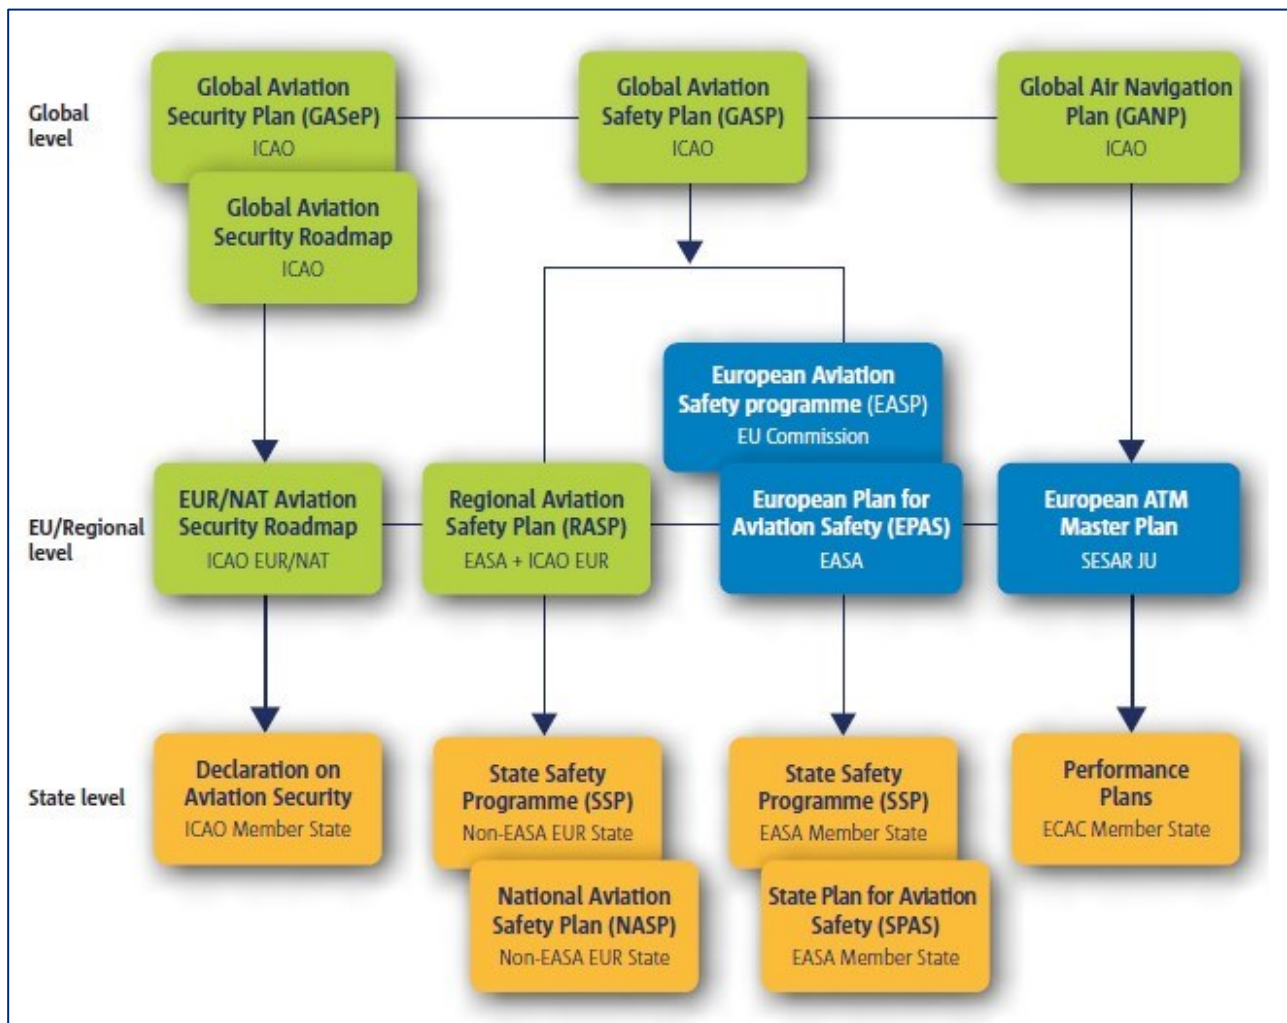 Global
level
Global Aviation
Security Plan (GASeP)
ICAO
Global Aviation
Security Roadmap
ICAO
Global Aviation
Safety Plan (GASP)
ICAO
Global Air Navigation
Plan (GANP)
ICAO
EU/Regional
level
EUR/NAT Aviation
Security Roadmap
ICAO EUR/NAT
Regional Aviation
Safety Plan (RASP)
EASA + ICAO EUR
European Aviation
Safety programme (EASP)
EU Commission
European Plan for
Aviation Safety (EPAS)
EASA
European ATM
Master Plan
SESAR JU
State level
Declaration on
Aviation Security
ICAO Member State
State Safety
Programme (SSP)
Non-EASA EUR State
National Aviation
Safety Plan (NASP)
Non-EASA EUR State
State Safety
Programme (SSP)
EASA Member State
State Plan for Aviation
Safety (SPAS)
EASA Member State
Performance
Plans
ECAC Member State